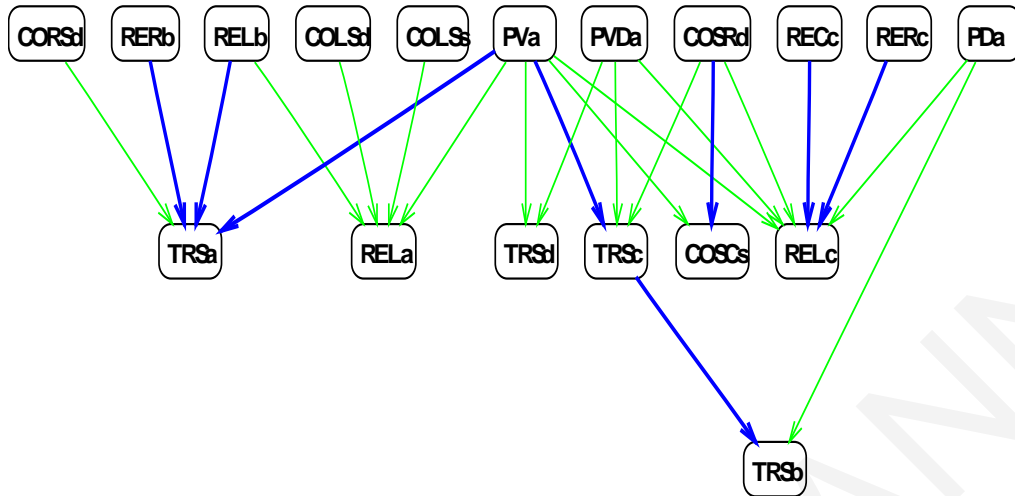 CORSd RERb RELb COLSd COLSs PVa PVDa COSRd RECc RERc PDa
TRSa RELa TRSd TRSc COSCs RELc
TRSb